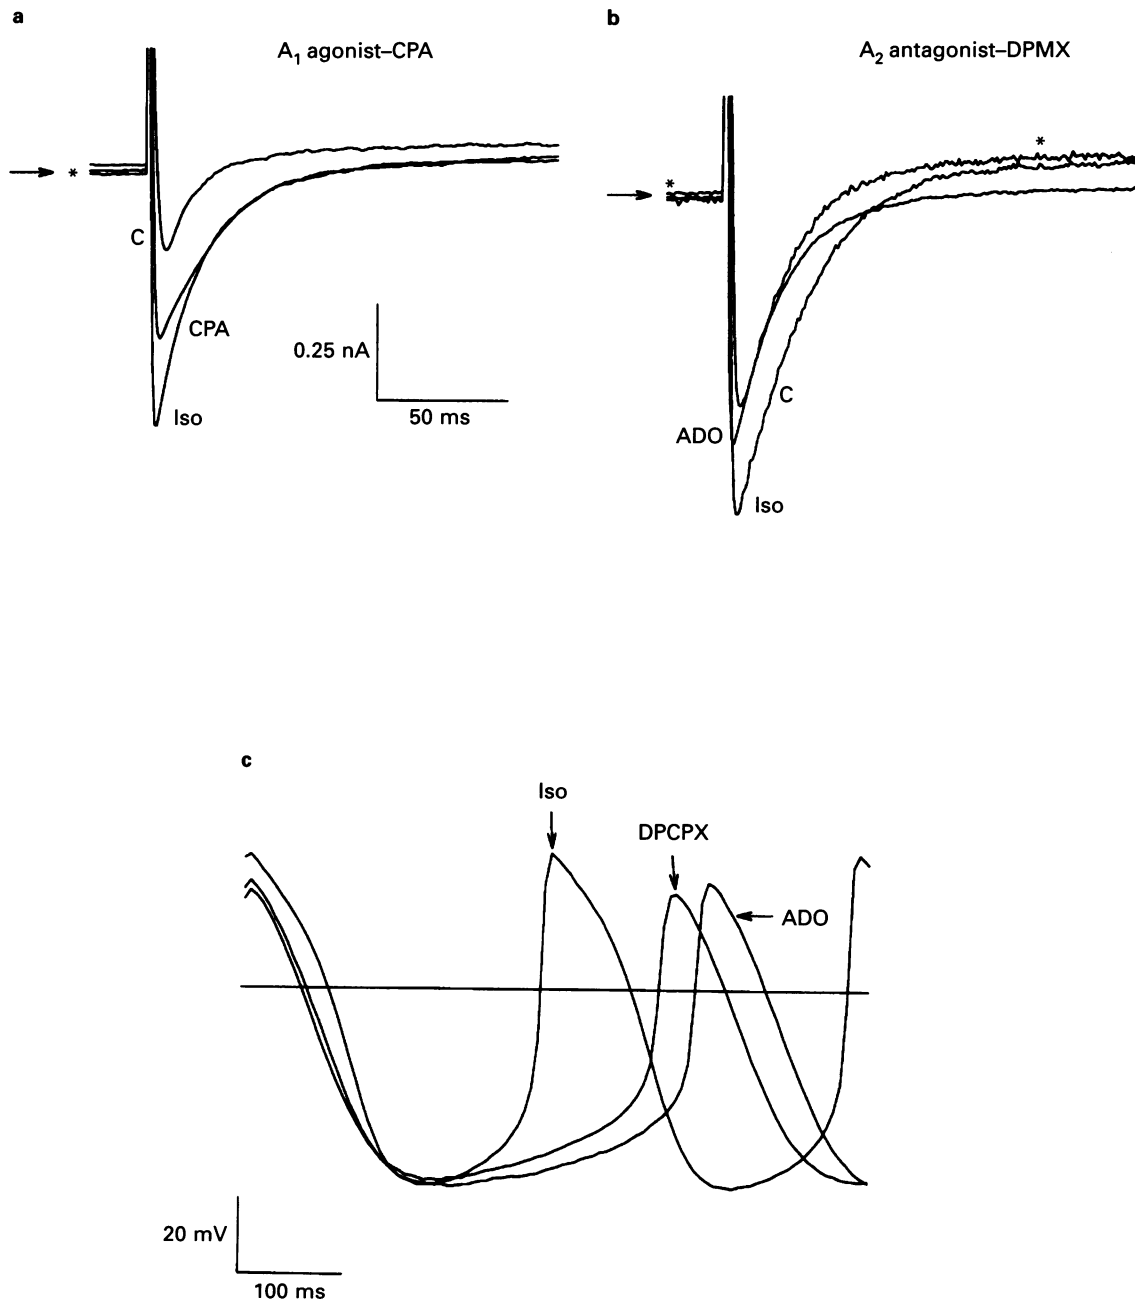 a
A1 agonist–CPA
*
C
CPA
Iso
0.25 nA
50 ms
b
A2 antagonist–DPMX
*
*
C
ADO
Iso
c
Iso
DPCPX
ADO
20 mV
100 ms